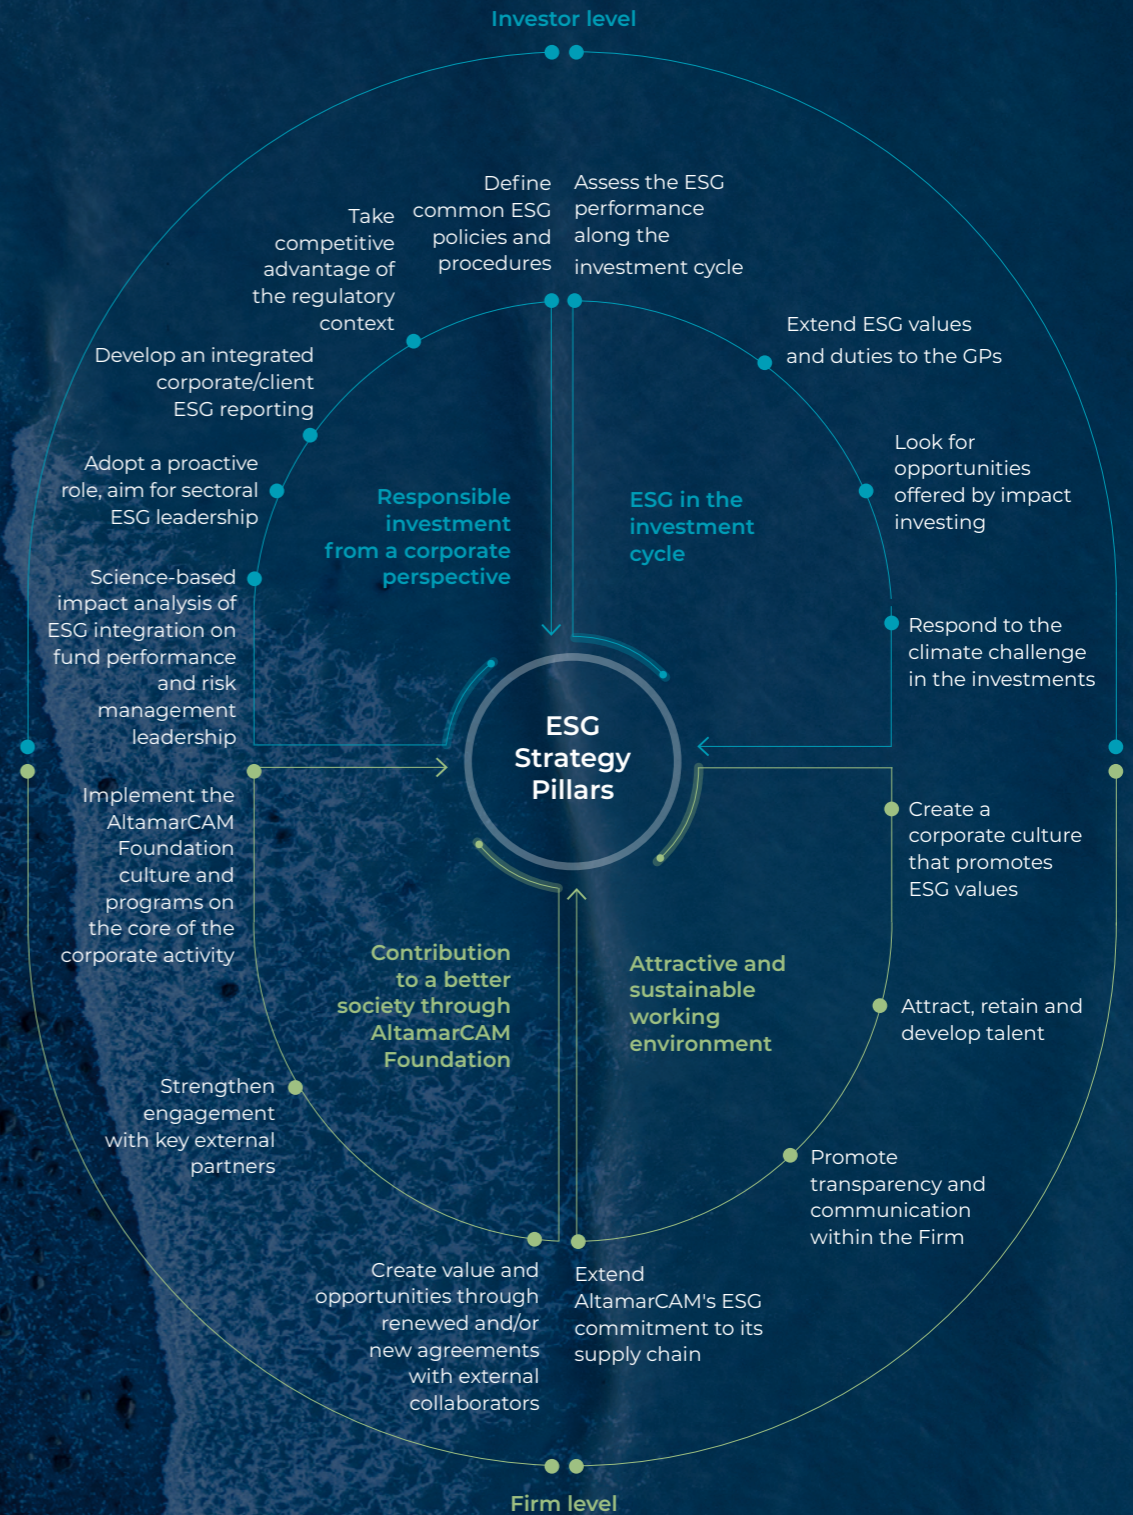 Investor level
Define
common ESG
policies and
procedures
Assess the ESG
performance
along the
investment cycle
Take
competitive
advantage of
the regulatory
context
Extend ESG values
and duties to the GPs
Develop an integrated
corporate/client
ESG reporting
Look for
opportunities
offered by impact
investing
Adopt a proactive
role, aim for sectoral
ESG leadership
Responsible
investment
from a corporate
perspective
ESG in the
investment
cycle
Science-based
impact analysis of
ESG integration on
fund performance
and risk
management
leadership
Respond to the
climate challenge
in the investments
ESG
Strategy
Pillars
Implement the
AltamarCAM
Foundation
culture and
programs on
the core of the
corporate activity
Create a
corporate culture
that promotes
ESG values
Contribution
to a better
society through
AltamarCAM
Foundation
Attractive and
sustainable
working
environment
Attract, retain and
develop talent
Strengthen
engagement
with key external
partners
Promote
transparency and
communication
within the Firm
Create value and
opportunities through
renewed and/or
new agreements
with external
collaborators
Extend
AltamarCAM's ESG
commitment to its
supply chain
Firm level